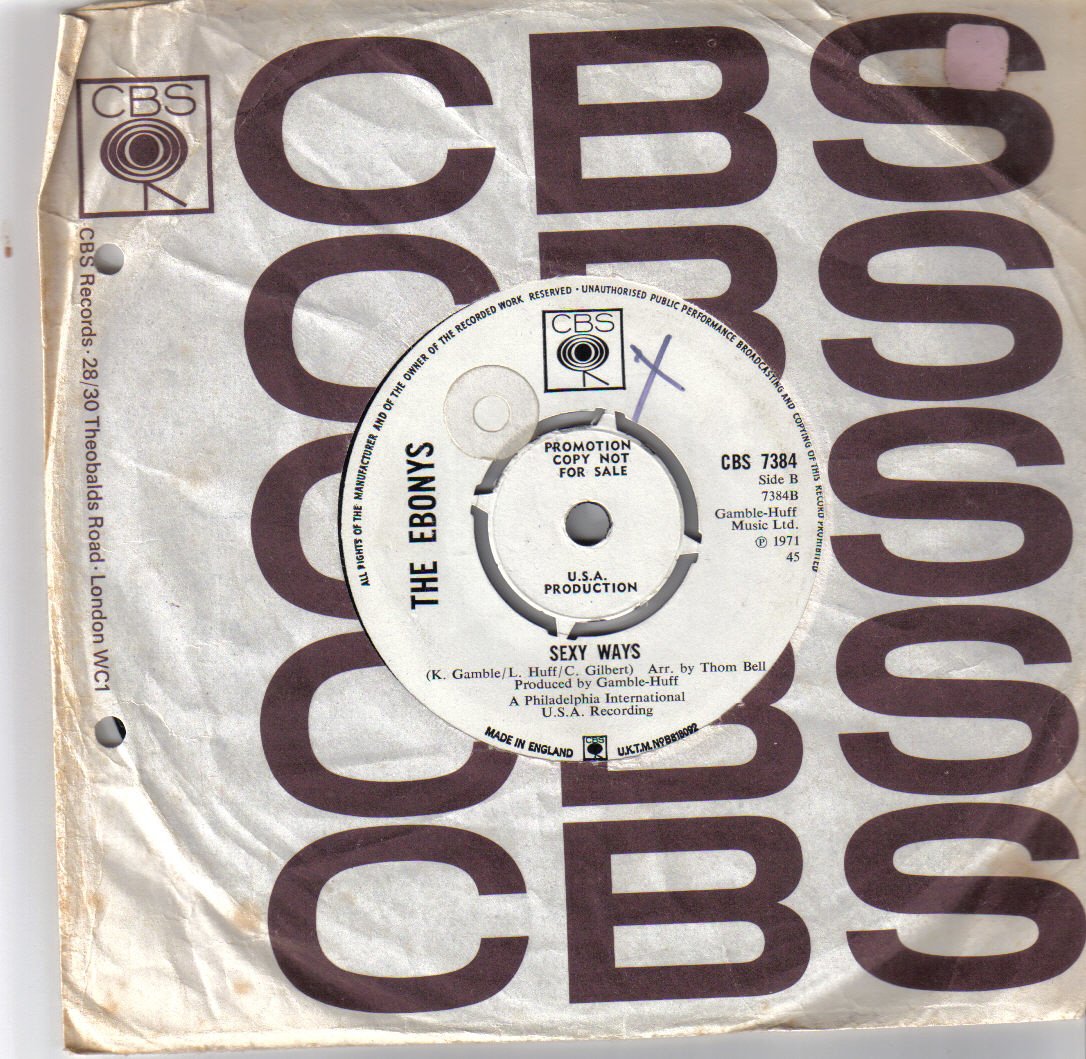 CBS
CBS
CBS Records · 28/30 Theobalds Road · London WC1
CBS
CBS
CBS
CBS
ALL RIGHTS OF THE MANUFACTURER AND OF THE OWNER OF THE RECORDED WORK RESERVED · UNAUTHORISED PUBLIC PERFORMANCE BROADCASTING AND COPYING OF THIS RECORD PROHIBITED
CBS
THE EBONYS
PROMOTION
COPY NOT
FOR SALE
CBS 7384
Side B
7384B
Gamble-Huff
Music Ltd.
℗ 1971
45
U.S.A.
PRODUCTION
SEXY WAYS
(K. Gamble/L. Huff/C. Gilbert) Arr. by Thom Bell
Produced by Gamble-Huff
A Philadelphia International
U.S.A. Recording
MADE IN ENGLAND CBS U.K.T.M. Nº B818092